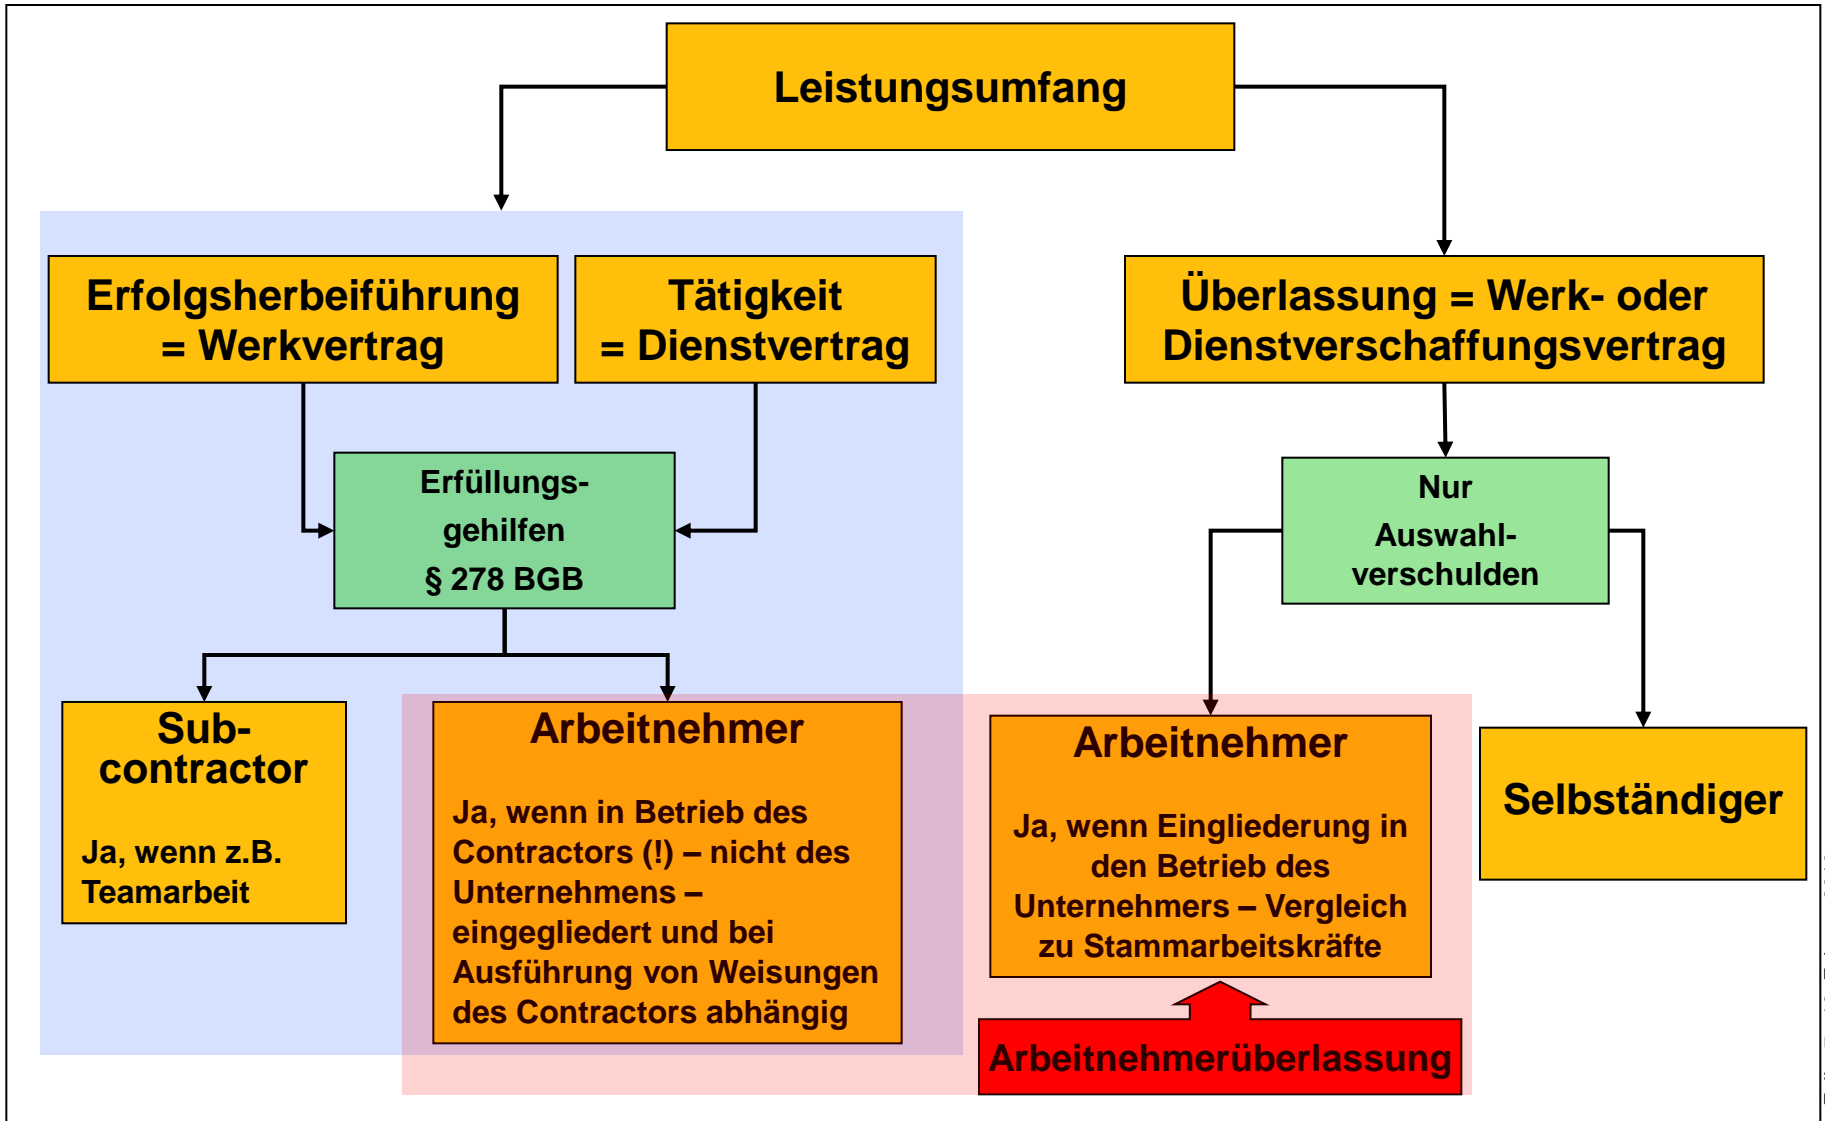 Leistungsumfang
Erfolgsherbeiführung
= Werkvertrag
Tätigkeit
= Dienstvertrag
Überlassung = Werk- oder
Dienstverschaffungsvertrag
Erfüllungs-
gehilfen
§ 278 BGB
Nur
Auswahl-
verschulden
Sub-
contractor
Ja, wenn z.B.
Teamarbeit
Arbeitnehmer
Ja, wenn in Betrieb des
Contractors (!) – nicht des
Unternehmens –
eingegliedert und bei
Ausführung von Weisungen
des Contractors abhängig
Arbeitnehmer
Ja, wenn Eingliederung in
den Betrieb des
Unternehmers – Vergleich
zu Stammarbeitskräfte
Selbständiger
Arbeitnehmerüberlassung